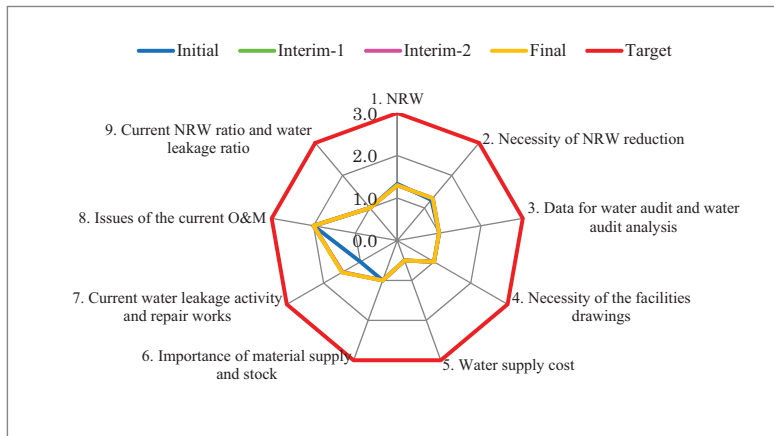 Initial
Interim-1
Interim-2
Final
Target
1. NRW
2. Necessity of NRW reduction
3. Data for water audit and water
audit analysis
4. Necessity of the facilities
drawings
5. Water supply cost
6. Importance of material supply
and stock
7. Current water leakage activity
and repair works
8. Issues of the current O&M
9. Current NRW ratio and water
leakage ratio
3.0
2.0
1.0
0.0